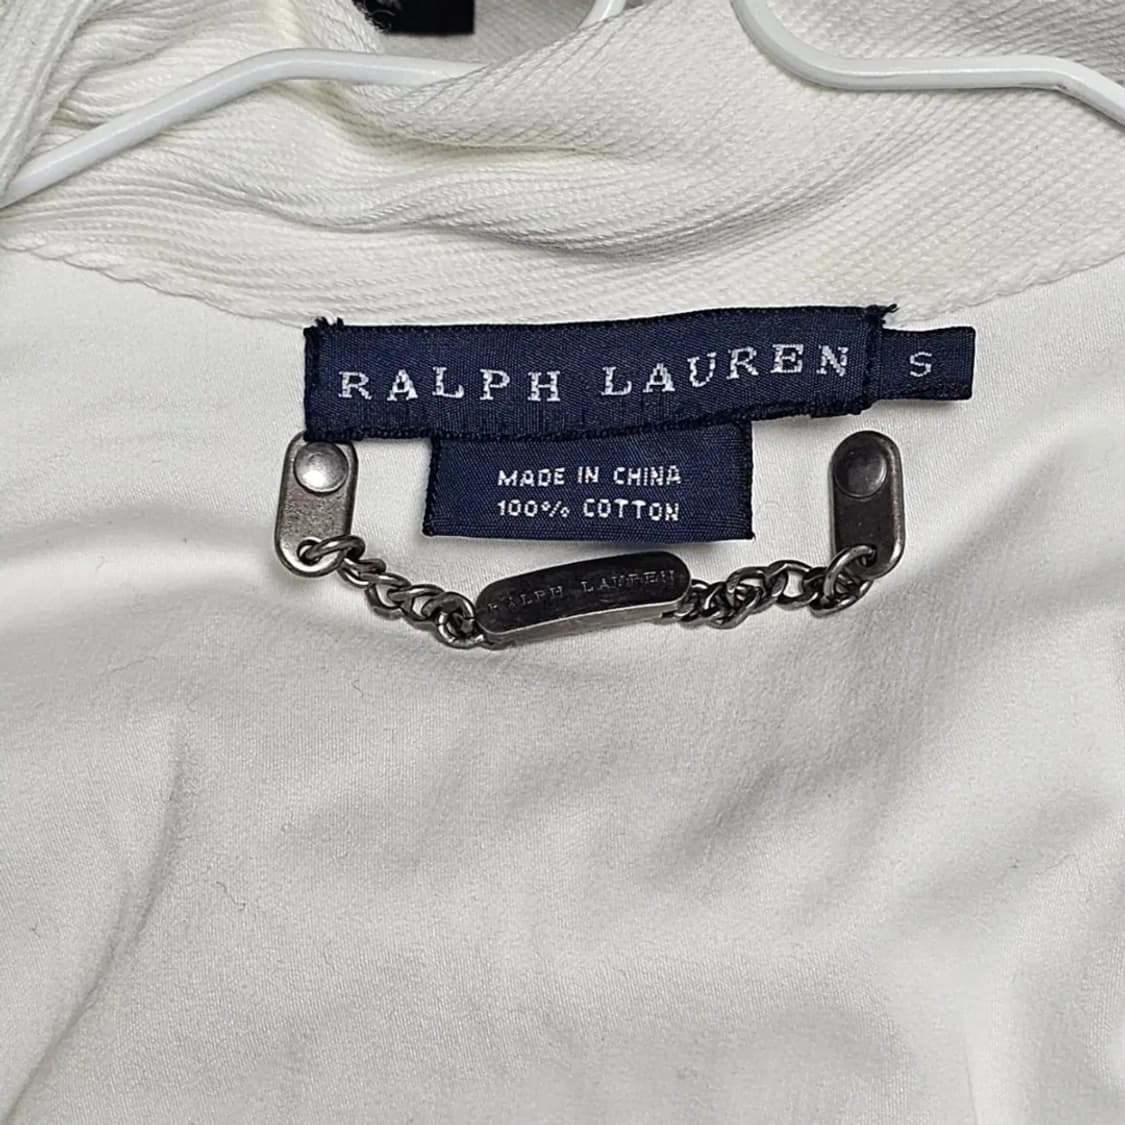 RALPH LAUREN S
MADE IN CHINA
100% COTTON
RALPH LAUREN